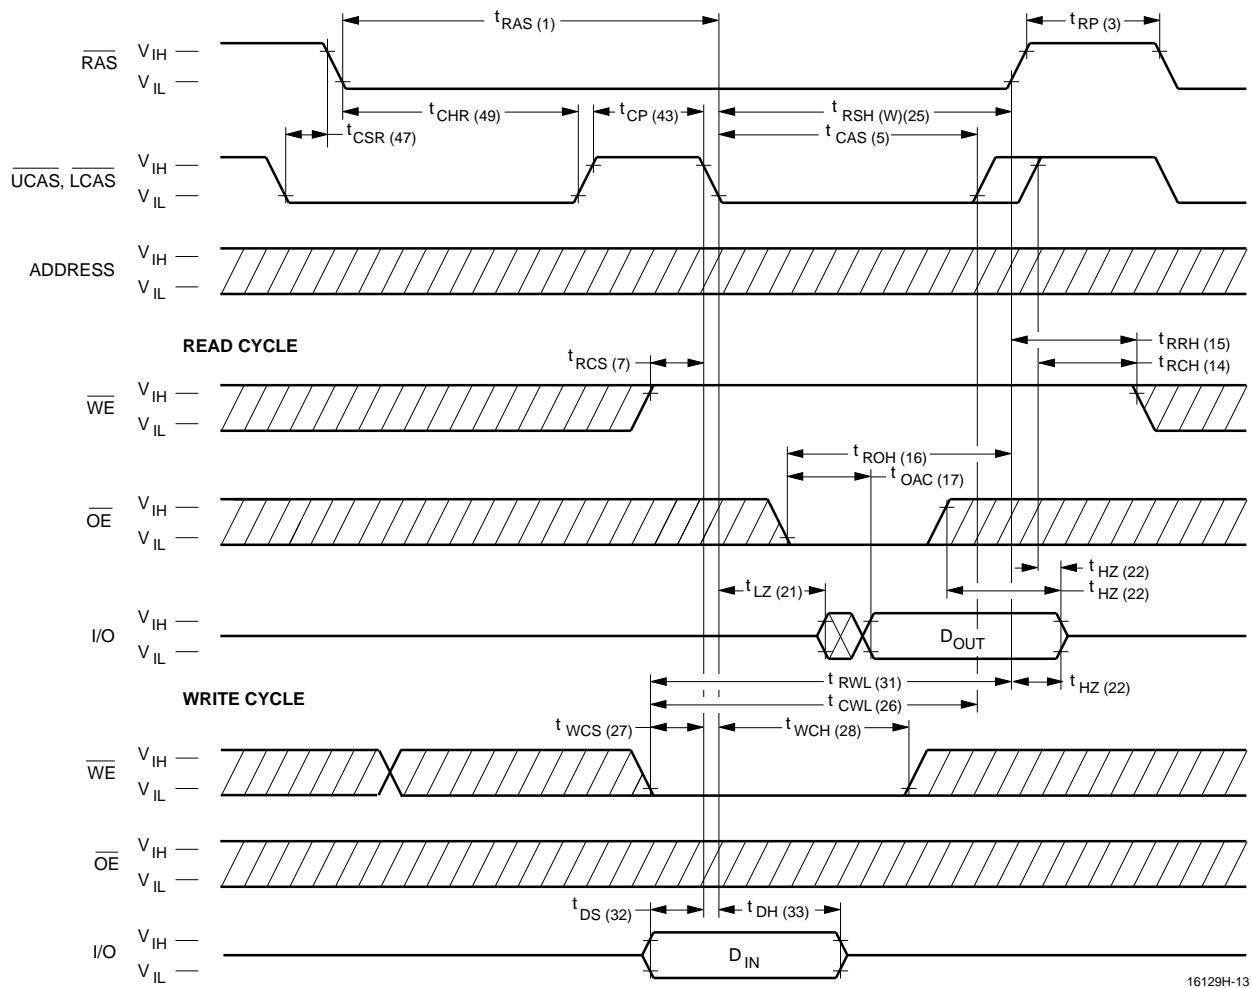 t RAS (1)
t RP (3)
RAS
V IH
V IL
t CHR (49)
t CP (43)
t RSH (W)(25)
t CSR (47)
t CAS (5)
UCAS, LCAS
V IH
V IL
ADDRESS
V IH
V IL
READ CYCLE
t RRH (15)
t RCS (7)
t RCH (14)
WE
V IH
V IL
t ROH (16)
t OAC (17)
OE
V IH
V IL
t HZ (22)
t LZ (21)
t HZ (22)
I/O
V IH
V IL
D OUT
t RWL (31)
t HZ (22)
WRITE CYCLE
t CWL (26)
t WCS (27)
t WCH (28)
WE
V IH
V IL
OE
V IH
V IL
t DS (32)
t DH (33)
I/O
V IH
V IL
D IN
16129H-13